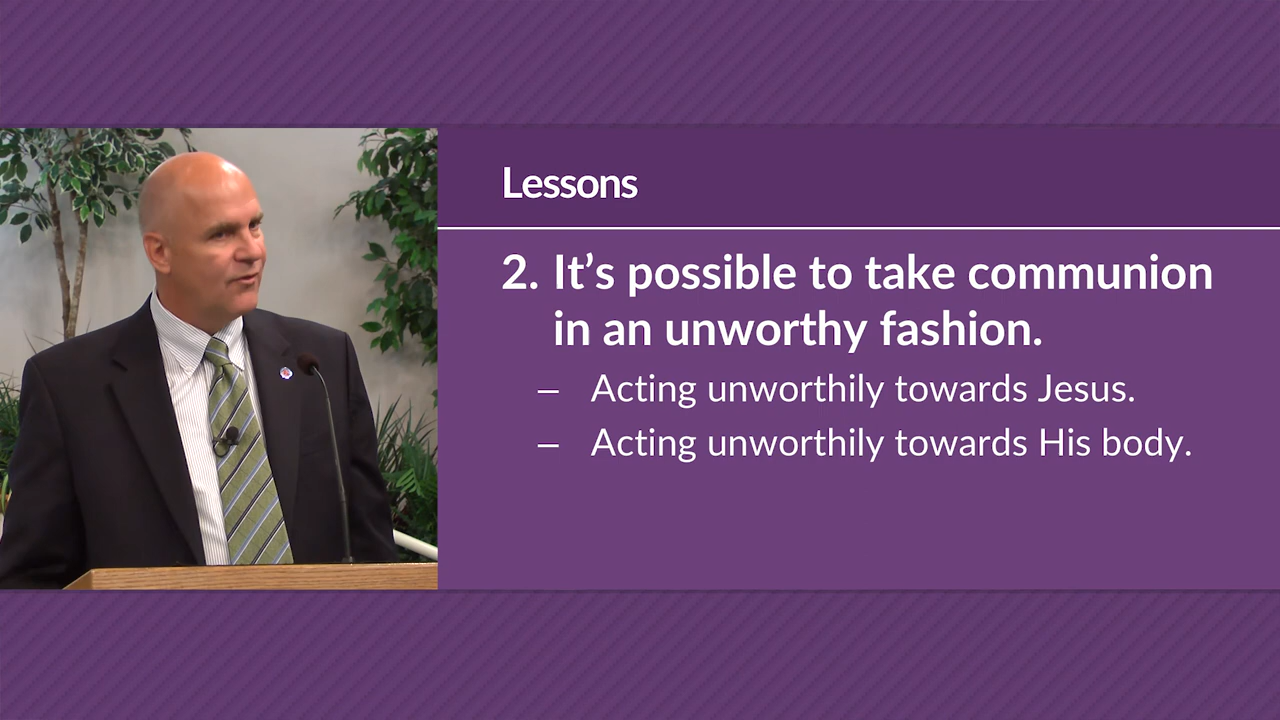 Lessons
2. It’s possible to take communion
in an unworthy fashion.
– Acting unworthily towards Jesus.
– Acting unworthily towards His body.